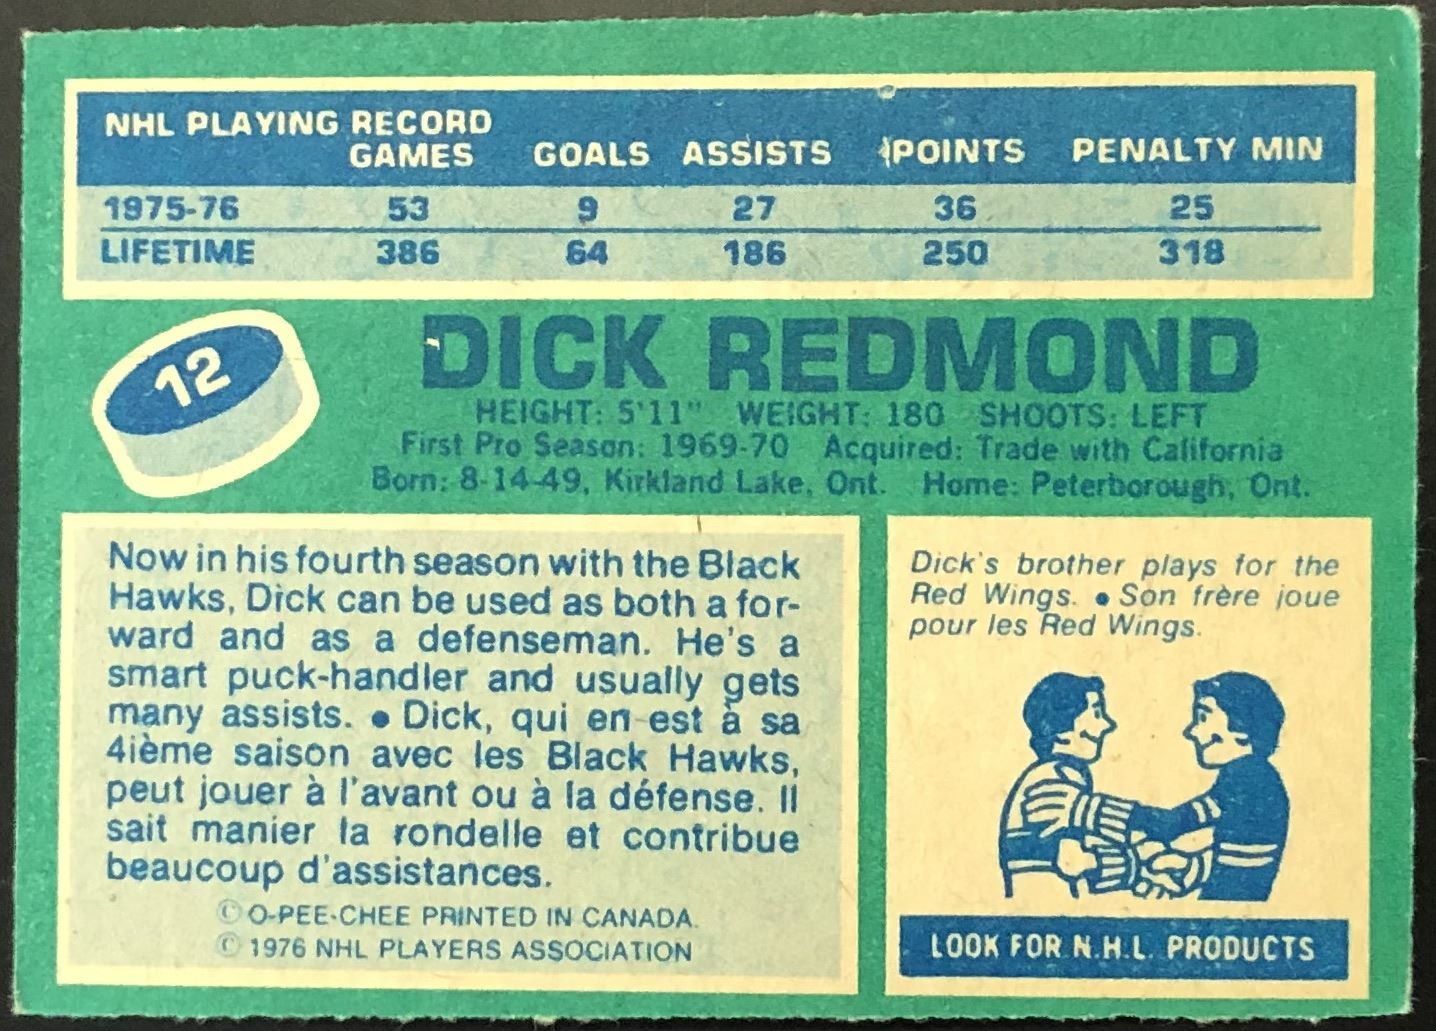 NHL PLAYING RECORD
GAMES GOALS ASSISTS POINTS PENALTY MIN
1975-76 53 9 27 36 25
LIFETIME 386 64 186 250 318
12
DICK REDMOND
HEIGHT: 5'11" WEIGHT: 180 SHOOTS: LEFT
First Pro Season: 1969-70 Acquired: Trade with California
Born: 8-14-49, Kirkland Lake, Ont. Home: Peterborough, Ont.
Now in his fourth season with the Black
Hawks, Dick can be used as both a for-
ward and as a defenseman. He's a
smart puck-handler and usually gets
many assists. ● Dick, qui en est à sa
4ième saison avec les Black Hawks,
peut jouer à l'avant ou à la défense. Il
sait manier la rondelle et contribue
beaucoup d'assistances.
© O-PEE-CHEE PRINTED IN CANADA.
© 1976 NHL PLAYERS ASSOCIATION
Dick's brother plays for the
Red Wings. ● Son frère joue
pour les Red Wings.
LOOK FOR N.H.L. PRODUCTS